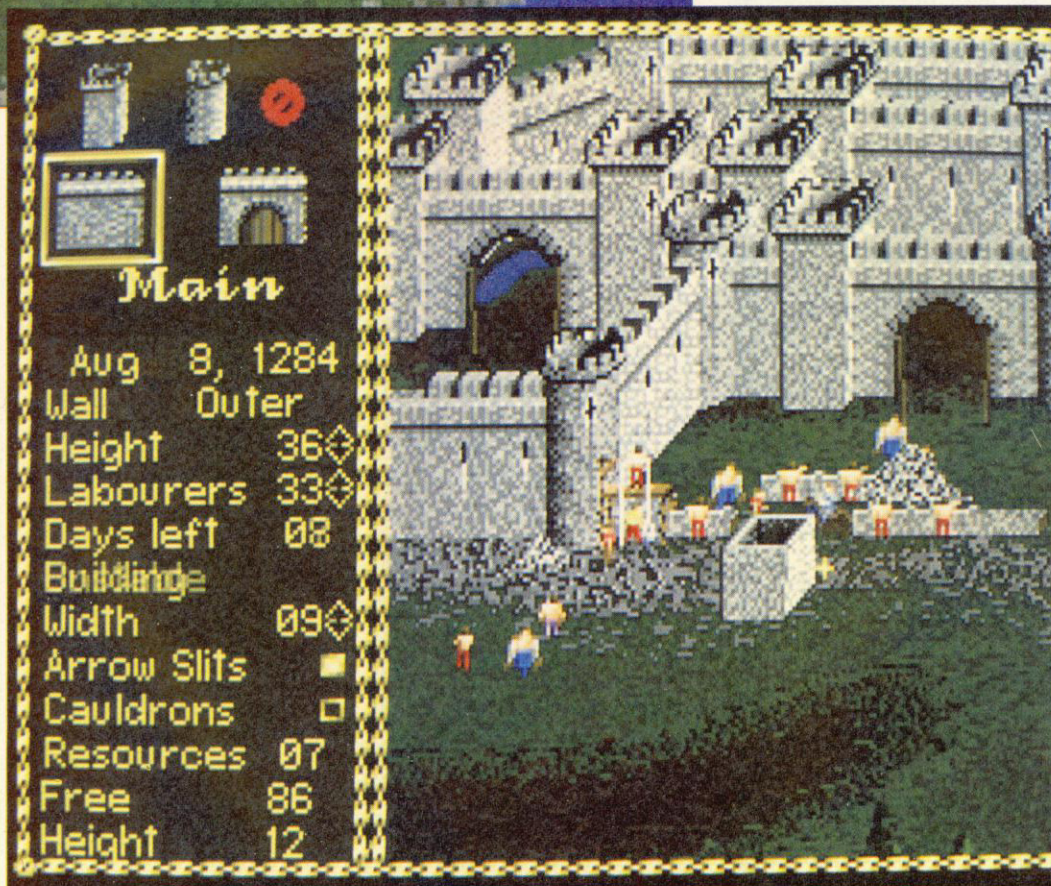 Main
Aug 8, 1284
Wall Outer
Height 36
Labourers 33
Days left 08
Width 09
Arrow Slits
Cauldrons
Resources 07
Free 86
Height 12